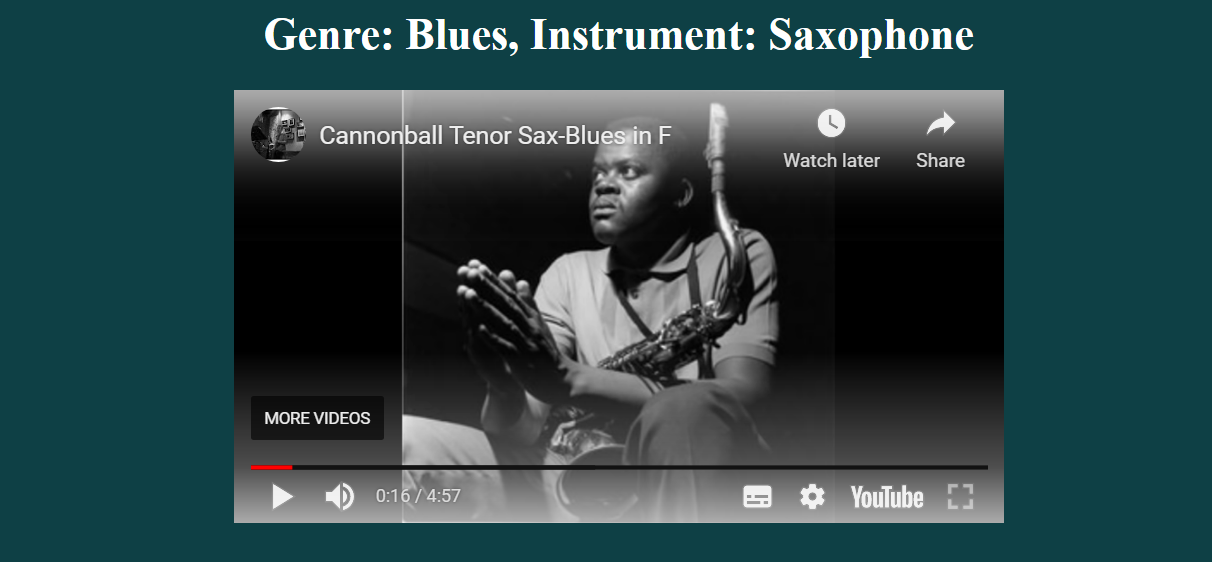 Genre: Blues, Instrument: Saxophone
Cannonball Tenor Sax-Blues in F
Watch later
Share
MORE VIDEOS
0:16 / 4:57
YouTube